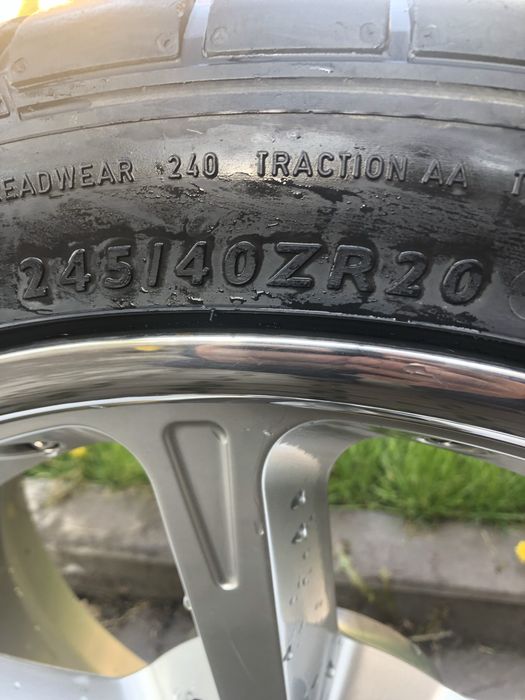 EADWEAR 240 TRACTION AA T
245/40ZR20